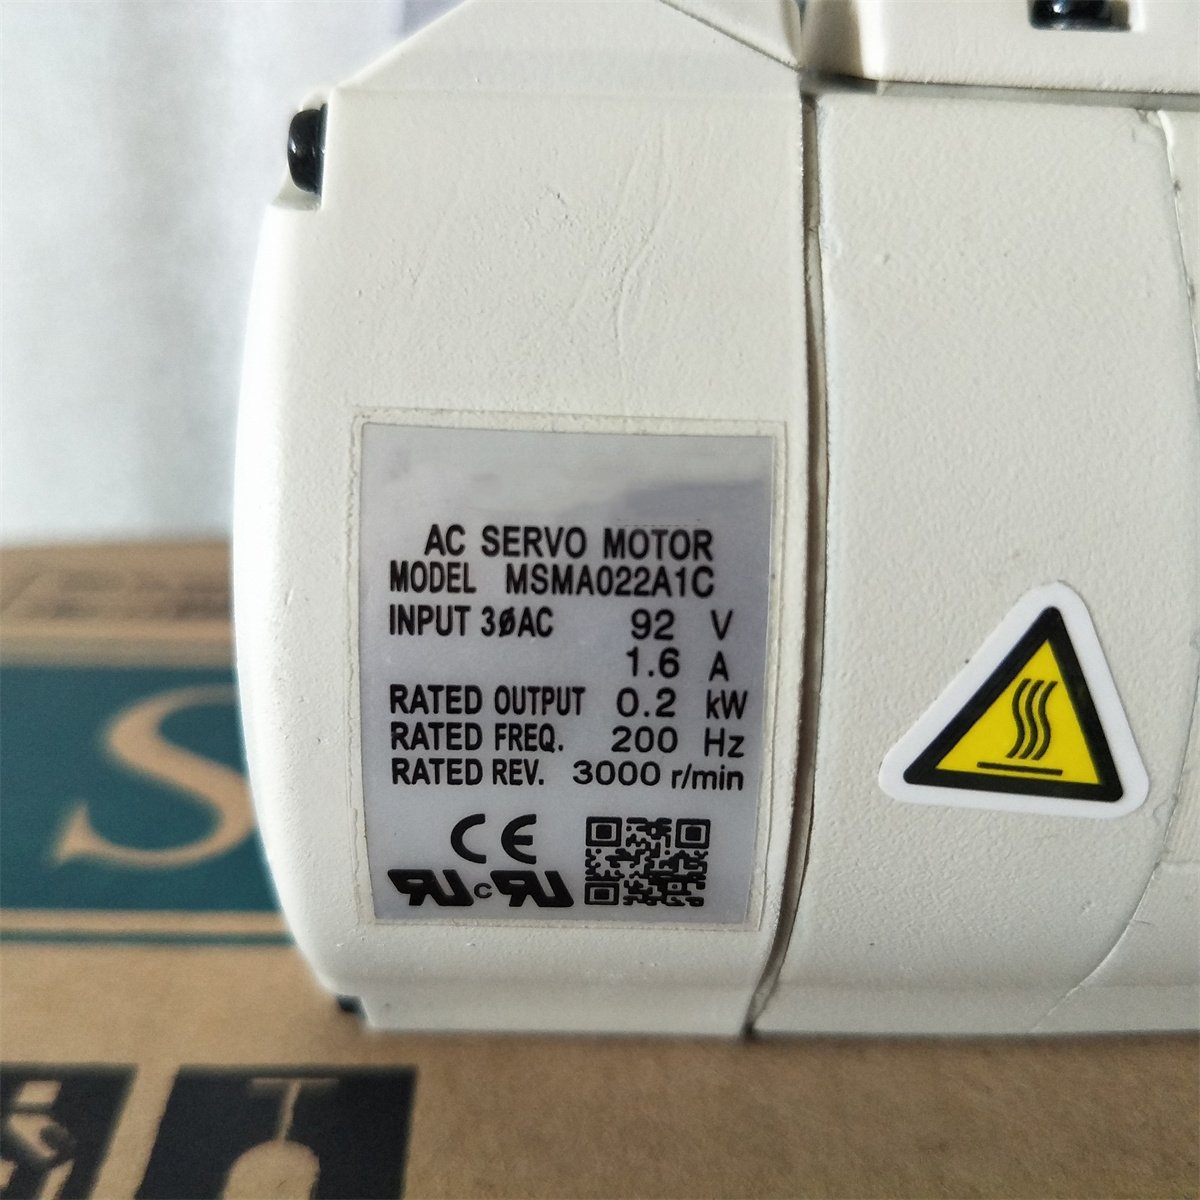 AC SERVO MOTOR
MODEL MSMA022A1C
INPUT 3ØAC 92 V
1.6 A
RATED OUTPUT 0.2 kW
RATED FREQ. 200 Hz
RATED REV. 3000 r/min
CE
c
S